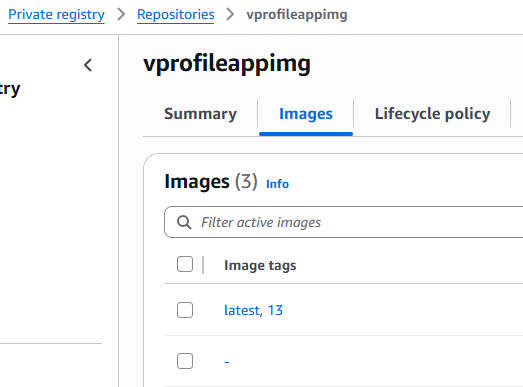 Private registry > Repositories > vprofileappimg
try
vprofileappimg
Summary Images Lifecycle policy
Images (3) Info
Filter active images
Image tags
latest, 13
-